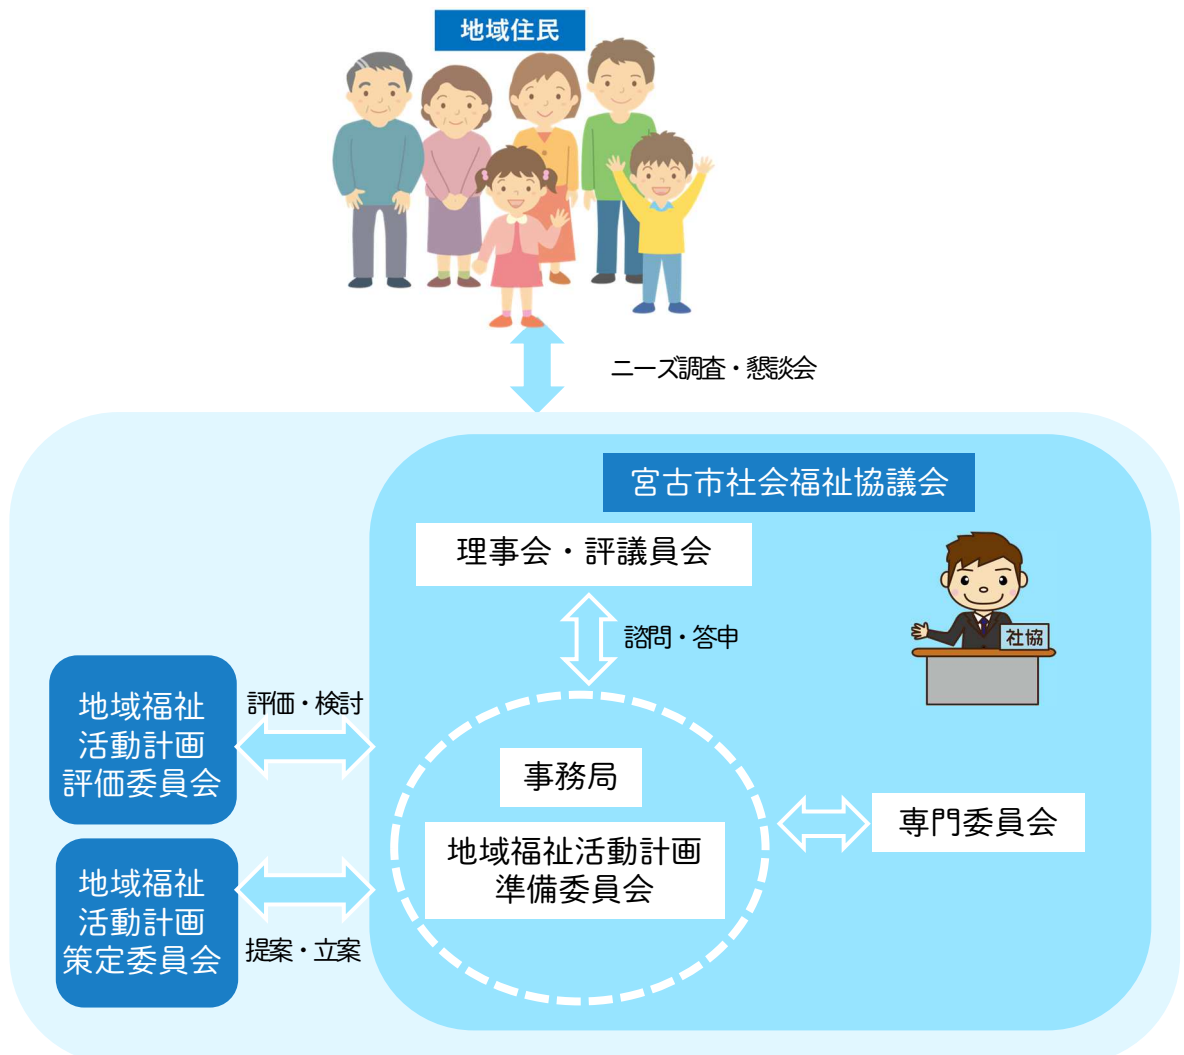 地域住民
ニーズ調査・懇談会
宮古市社会福祉協議会
理事会・評議員会
諮問・答申
社協
地域福祉
活動計画
評価委員会
評価・検討
事務局
地域福祉活動計画
準備委員会
専門委員会
地域福祉
活動計画
策定委員会
提案・立案